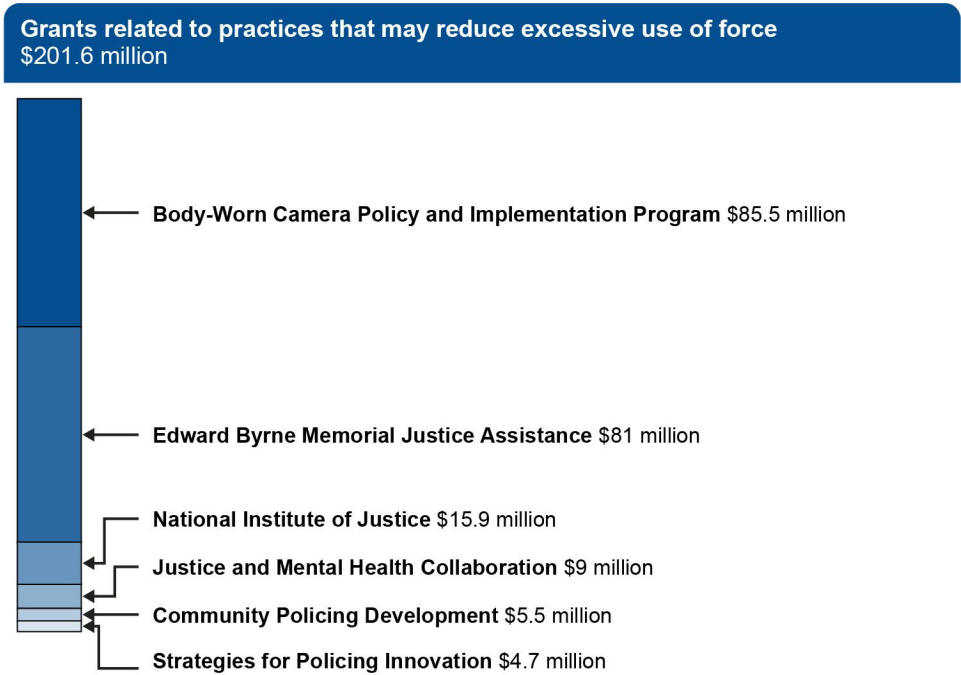 Grants related to practices that may reduce excessive use of force
$201.6 million
Body-Worn Camera Policy and Implementation Program $85.5 million
Edward Byrne Memorial Justice Assistance $81 million
National Institute of Justice $15.9 million
Justice and Mental Health Collaboration $9 million
Community Policing Development $5.5 million
Strategies for Policing Innovation $4.7 million